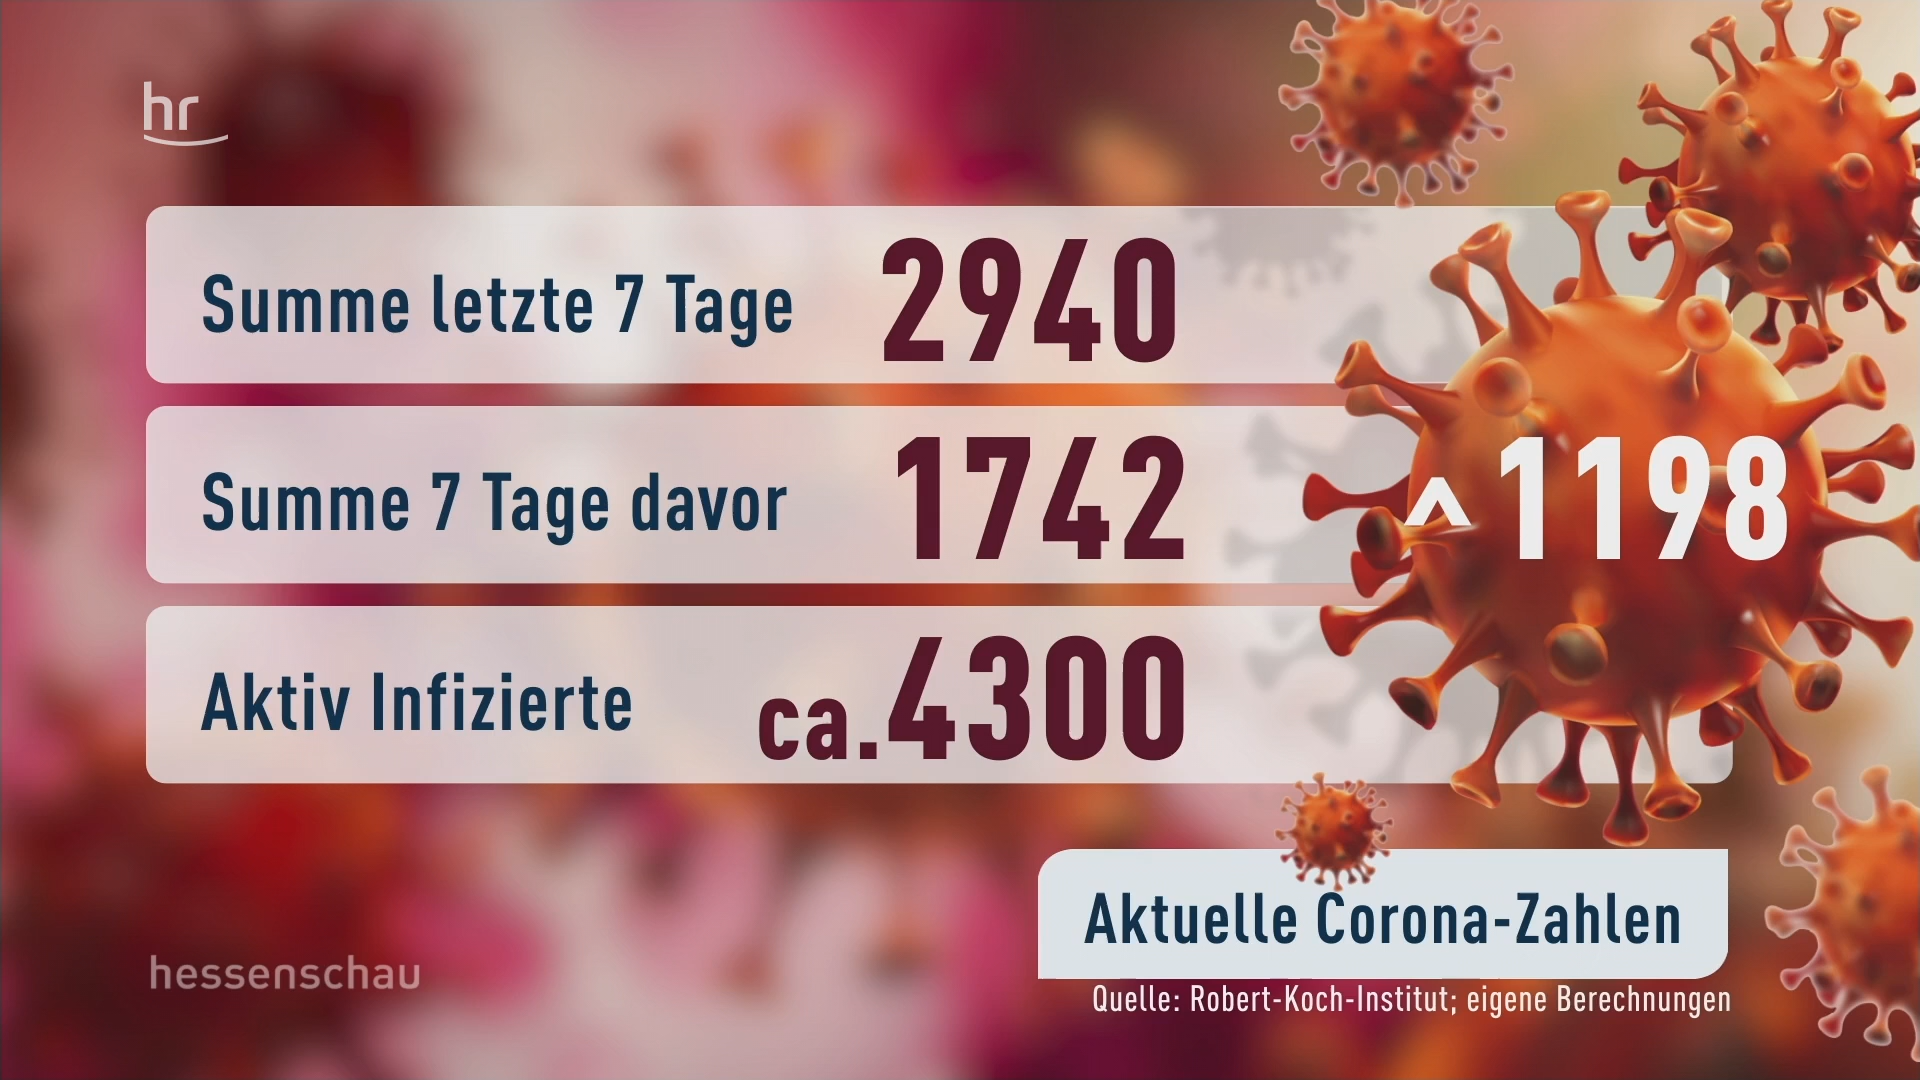 hr
Summe letzte 7 Tage 2940
Summe 7 Tage davor 1742 ^1198
Aktiv Infizierte ca.4300
Aktuelle Corona-Zahlen
hessenschau
Quelle: Robert-Koch-Institut; eigene Berechnungen